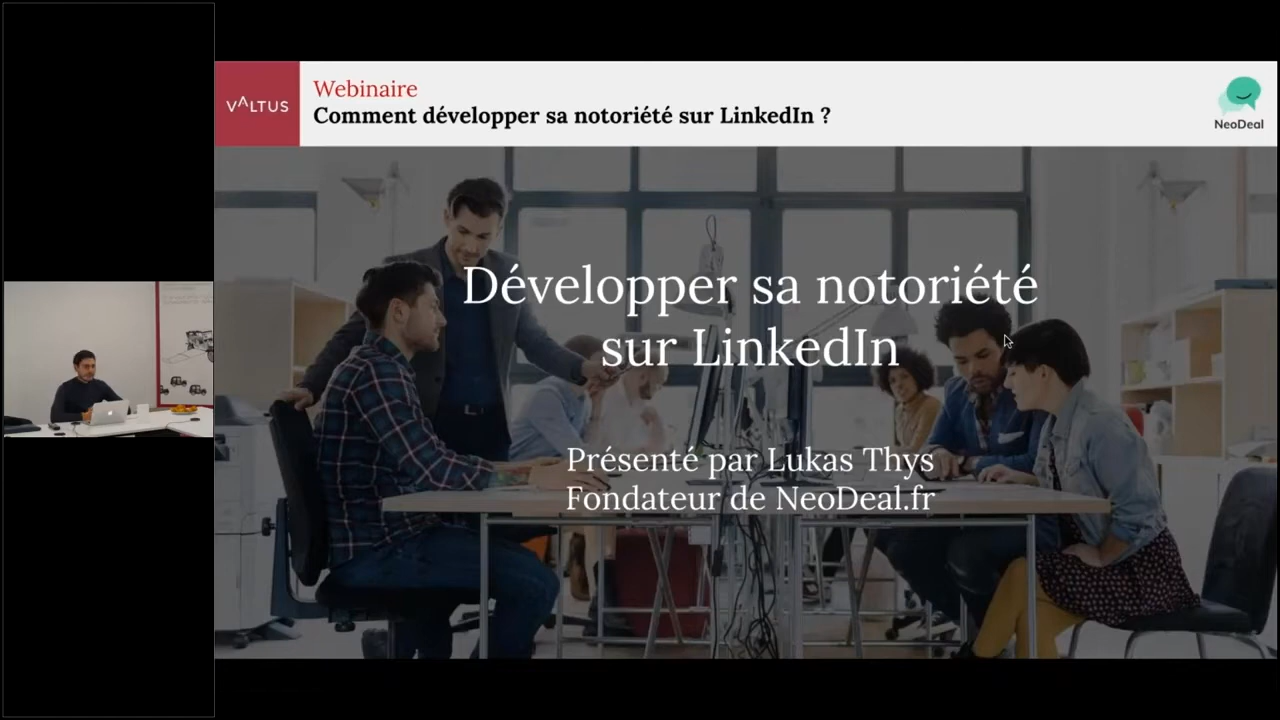 VALTUS
Webinaire
Comment développer sa notoriété sur LinkedIn ?
NeoDeal
Développer sa notoriété
sur LinkedIn
Présenté par Lukas Thys
Fondateur de NeoDeal.fr